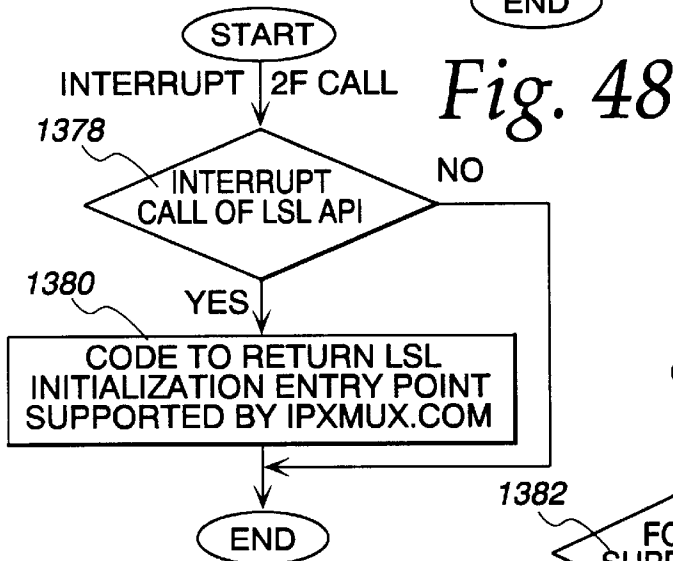 END
START
INTERRUPT 2F CALL
Fig. 48
1378
INTERRUPT
CALL OF LSL API
NO
1380
YES
CODE TO RETURN LSL
INITIALIZATION ENTRY POINT
SUPPORTED BY IPXMUX.COM
END
1382